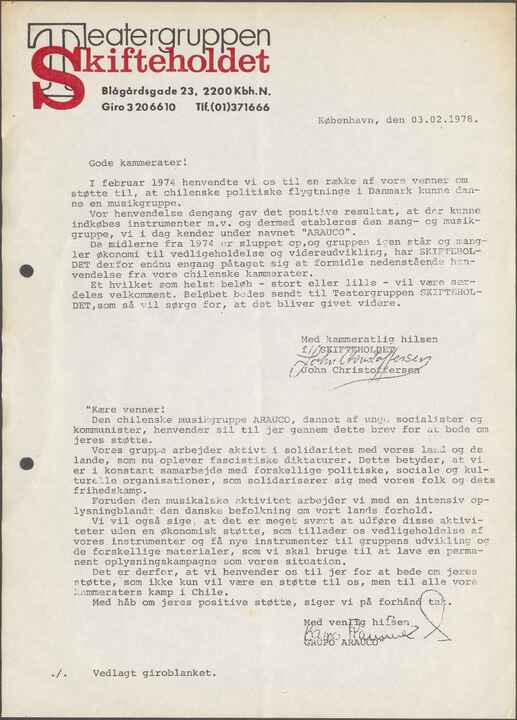 Teatergruppen
Skifteholdet
Blågårdsgade 23, 2200 Kbh.N.
Giro 3 206610 Tlf.(01)371666
København, den 03.02.1978.
Gode kammerater!
I februar 1974 henvendte vi os til en række af vore venner om
støtte til, at chilenske politiske flygtninge i Danmark kunne dan-
ne en musikgruppe.
Vor henvendelse dengang gav det positive resultat, at der kunne
indkøbes instrumenter m.v. og dermed etableres den sang- og musik-
gruppe, vi i dag kender under navnet "ARAUCO".
Da midlerne fra 1974 er sluppet op,og gruppen igen står og mang-
ler økonomi til vedligeholdelse og videreudvikling, har SKIFTEHOL-
DET derfor endnu engang påtaget sig at formidle nedenstående hen-
vendelse fra vore chilenske kammerater.
Et hvilket som helst beløb - stort eller lille - vil være sær-
deles velkomment. Beløbet bedes sendt til Teatergruppen SKIFTEHOL-
DET,som så vil sørge for, at det bliver givet videre.
Med kammeratlig hilsen
f/SKIFTEHOLDET
John Christoffersen
John Christoffersen
"Kære venner!
Den chilenske musikgruppe ARAUCO, dannet af unge socialister og
kommunister, henvender sil til jer gennem dette brev for at bede om
jeres støtte.
Vores gruppe arbejder aktivt i solidaritet med vores land og de
lande, som nu oplever fascistiske diktaturer. Dette betyder, at vi
er i konstant samarbejde med forskellige politiske, sociale og kul-
turelle organisationer, som solidariserer sig med vores folk og dets
frihedskamp.
Foruden den musikalske aktivitet arbejder vi med en intensiv op-
lysningblandt den danske befolkning om vort lands forhold.
Vi vil også sige, at det er meget svært at udføre disse aktivi-
teter uden en økonomisk støtte, som tillader os vedligeholdelse af
vores instrumenter og få nye instrumenter til gruppens udvikling og
de forskellige materialer, som vi skal bruge til at lave en perma-
nent oplysningskampagne som vores situation.
Det er derfor, at vi henvender os til jer for at bede om jeres
støtte, som ikke kun vil være en støtte til os, men til alle vore
kammeraters kamp i Chile.
Med håb om jeres positive støtte, siger vi på forhånd tak.
Med venlig hilsen
GRUPO ARAUCO
./. Vedlagt giroblanket.